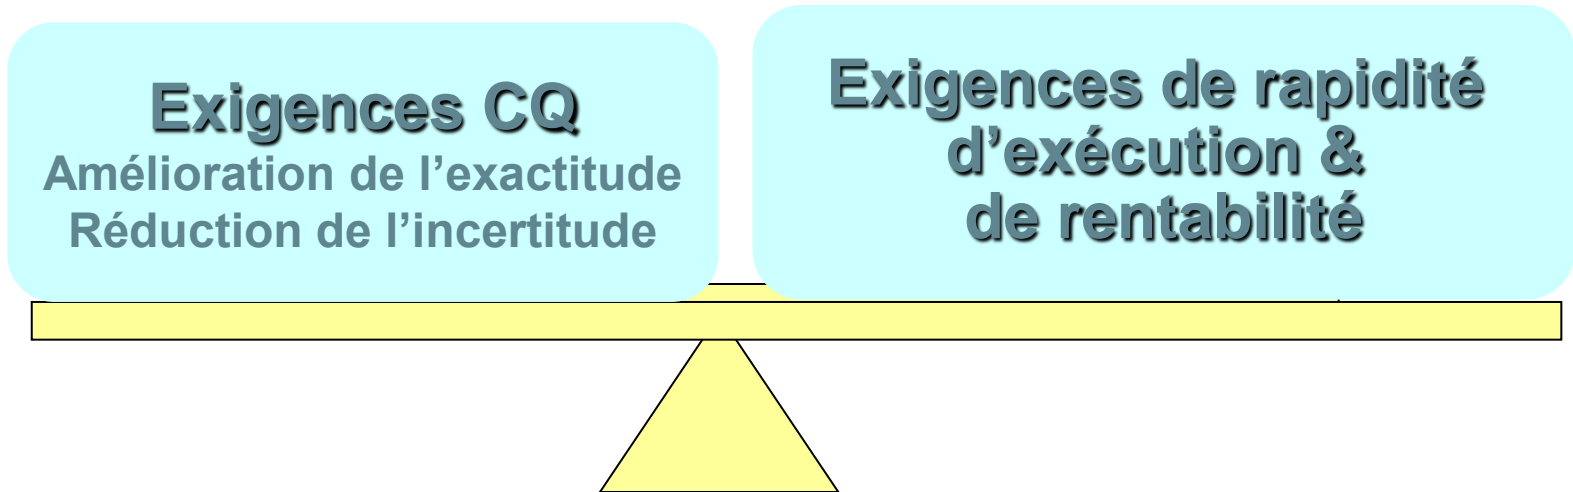 Exigences CQ
Amélioration de l’exactitude
Réduction de l’incertitude
Exigences de rapidité
d’exécution &
de rentabilité